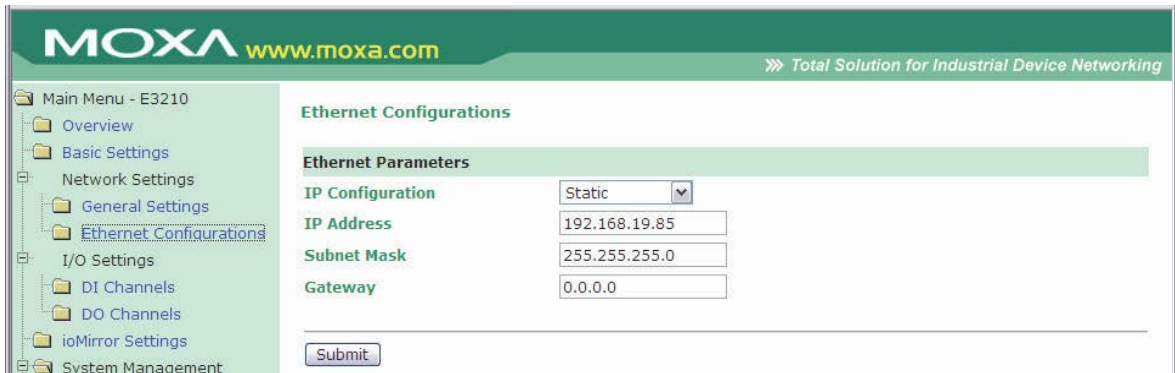 MOXA www.moxa.com
Total Solution for Industrial Device Networking
Main Menu - E3210
Overview
Basic Settings
Network Settings
General Settings
Ethernet Configurations
I/O Settings
DI Channels
DO Channels
ioMirror Settings
System Management
Ethernet Configurations
Ethernet Parameters
IP Configuration Static
IP Address 192.168.19.85
Subnet Mask 255.255.255.0
Gateway 0.0.0.0
Submit